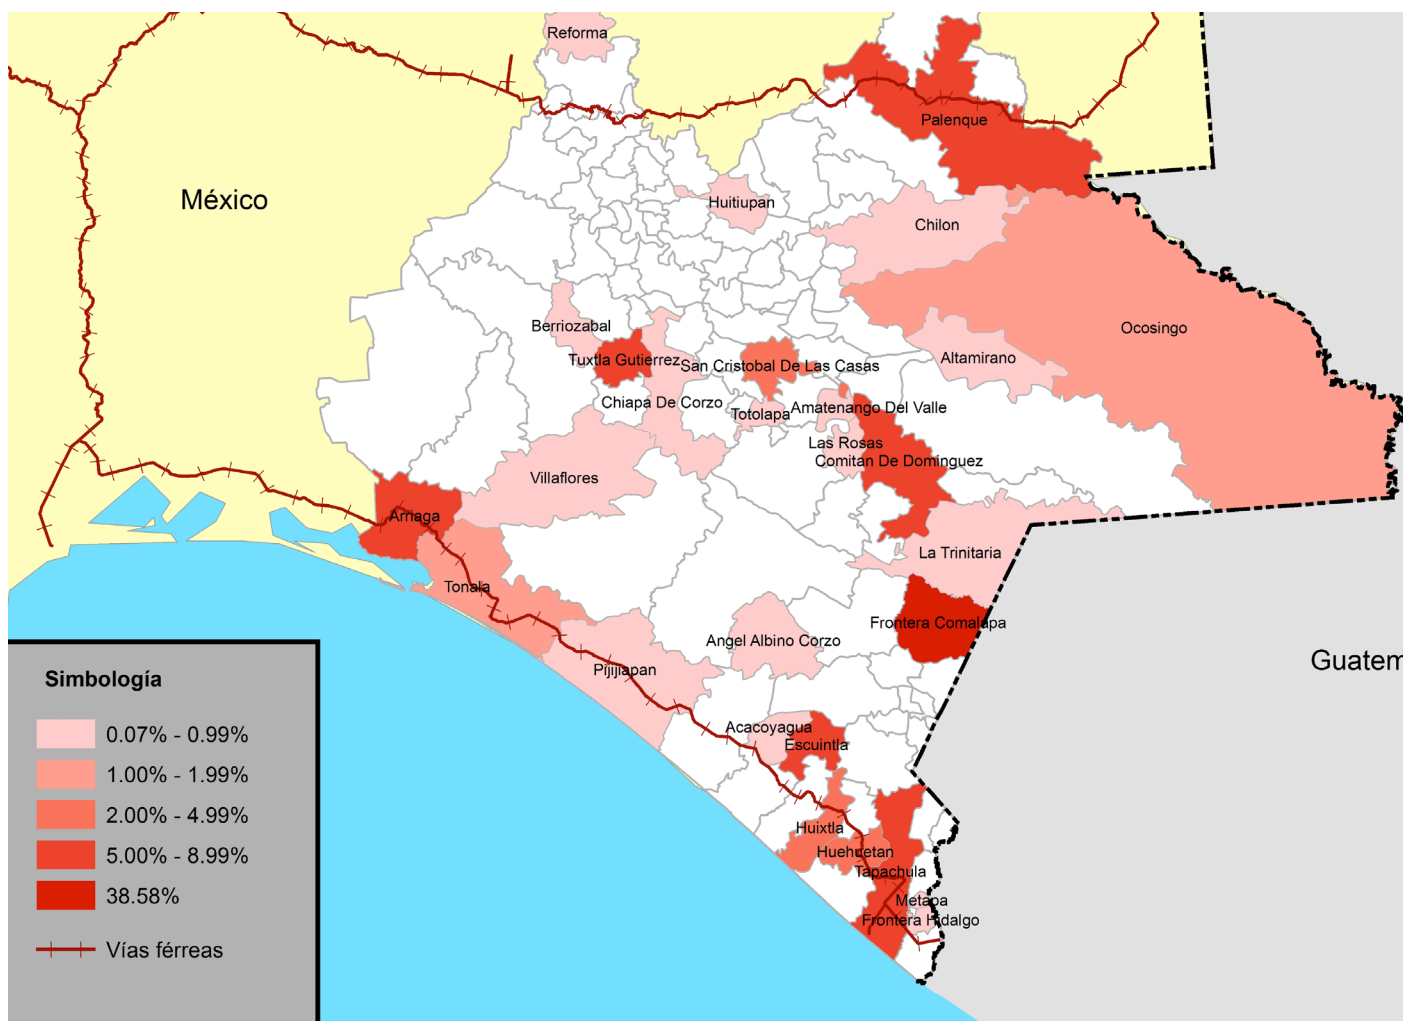 Reforma
Palenque
México
Huitiupan
Chilon
Berriozabal
Ocosingo
Tuxtla Gutierrez
San Cristobal De Las Casas
Altamirano
Chiapa De Corzo
Totolapa
Amatenango Del Valle
Las Rosas
Comitan De Dominguez
Villaflores
Arriaga
La Trinitaria
Tonala
Frontera Comalapa
Angel Albino Corzo
Pijijiapan
Guatem
Acacoyagua
Escuintla
Huixtla
Huehuetan
Tapachula
Metapa
Frontera Hidalgo
Simbología
0.07% - 0.99%
1.00% - 1.99%
2.00% - 4.99%
5.00% - 8.99%
38.58%
Vías férreas